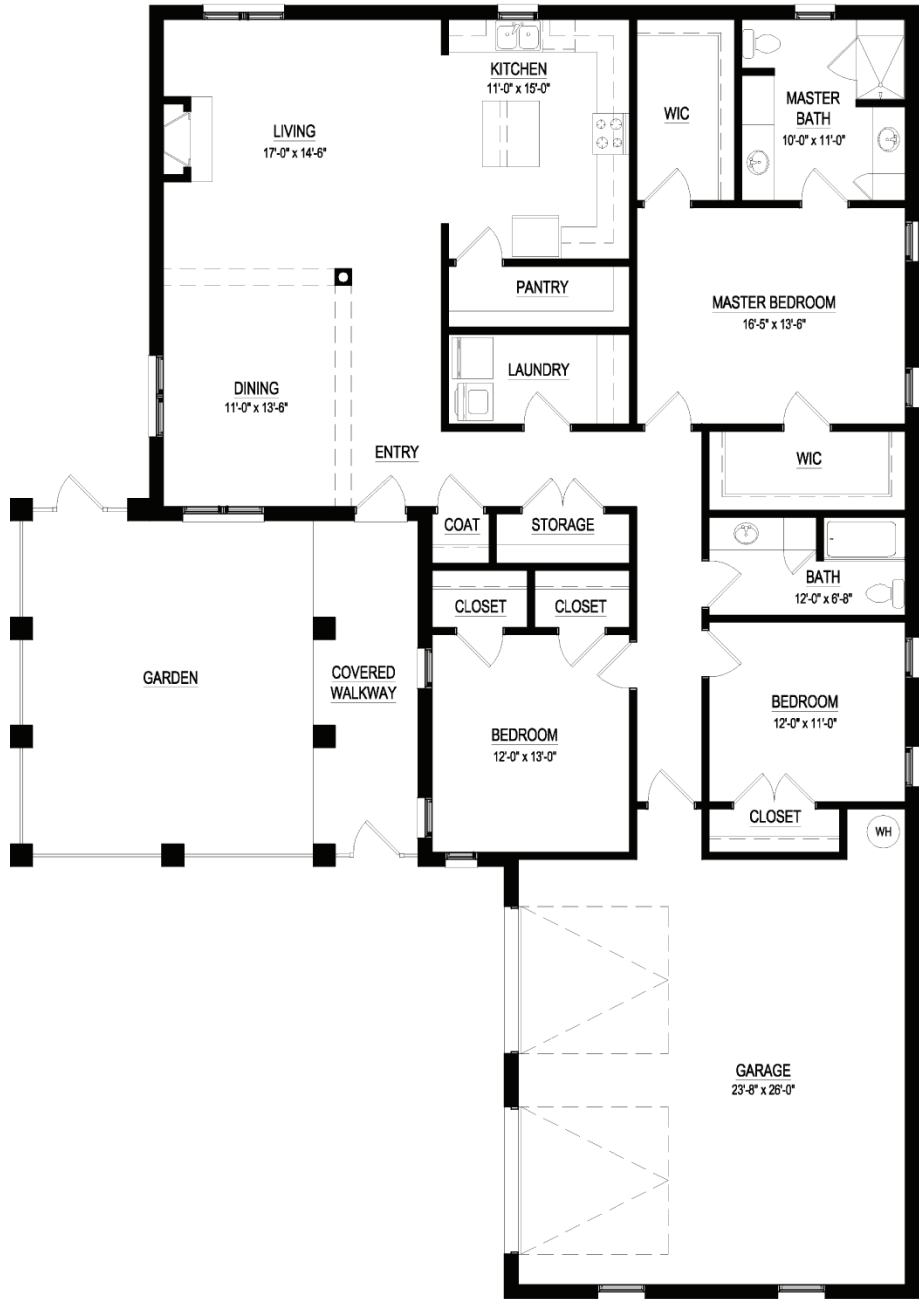 KITCHEN
11'-0" x 15'-0"
LIVING
17'-0" x 14'-6"
WIC
MASTER
BATH
10'-0" x 11'-0"
PANTRY
MASTER BEDROOM
16'-5" x 13'-6"
LAUNDRY
DINING
11'-0" x 13'-6"
ENTRY
WIC
COAT
STORAGE
BATH
12'-0" x 6'-8"
CLOSET
CLOSET
GARDEN
COVERED
WALKWAY
BEDROOM
12'-0" x 13'-0"
BEDROOM
12'-0" x 11'-0"
CLOSET
WH
GARAGE
23'-8" x 26'-0"